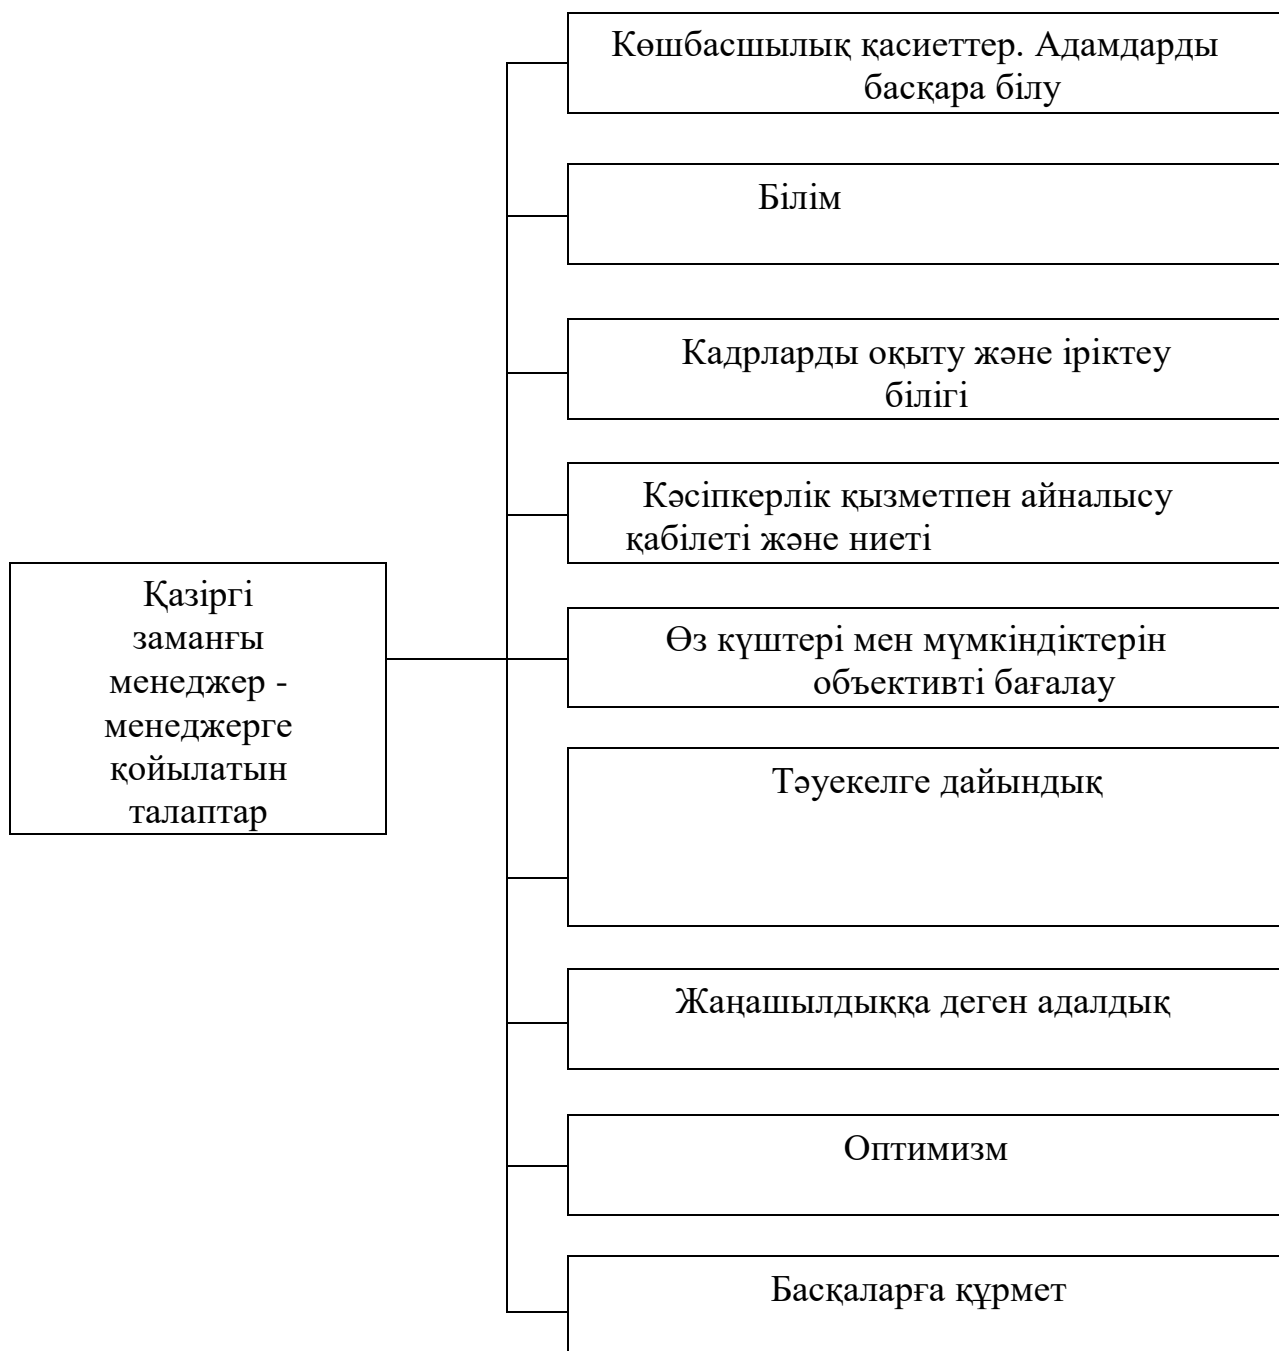 Көшбасшылық қасиеттер. Адамдарды
басқара білу
Білім
Кадрларды оқыту және іріктеу
білігі
Кәсіпкерлік қызметпен айналысу
қабілеті және ниеті
Қазіргі
заманғы
менеджер -
менеджерге
қойылатын
талаптар
Өз күштері мен мүмкіндіктерін
объективті бағалау
Тәуекелге дайындық
Жаңашылдыққа деген адалдық
Оптимизм
Басқаларға құрмет